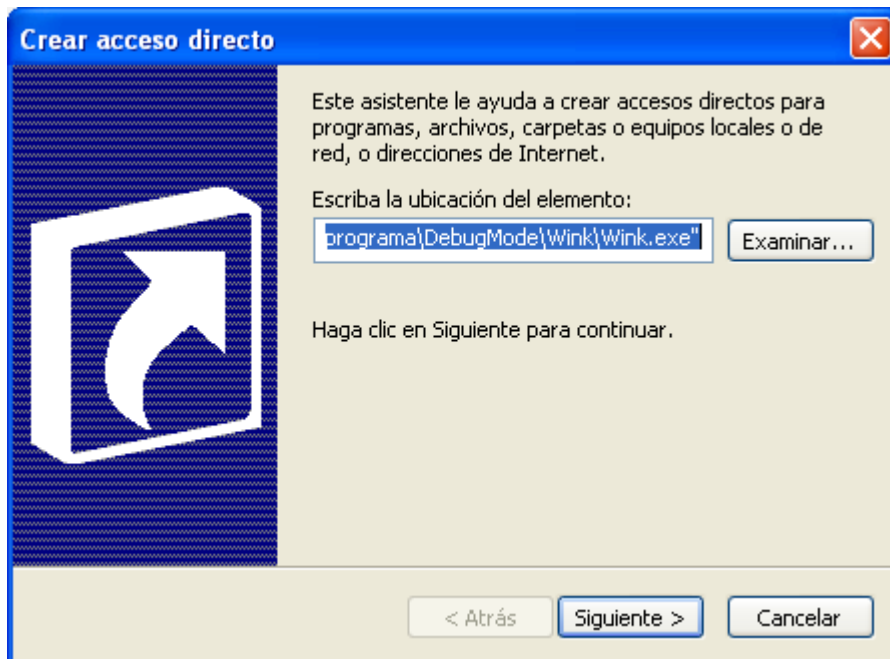 Crear acceso directo
Este asistente le ayuda a crear accesos directos para
programas, archivos, carpetas o equipos locales o de
red, o direcciones de Internet.
Escriba la ubicación del elemento:
programa\DebugMode\Wink\Wink.exe"
Examinar...
Haga clic en Siguiente para continuar.
< Atrás
Siguiente >
Cancelar